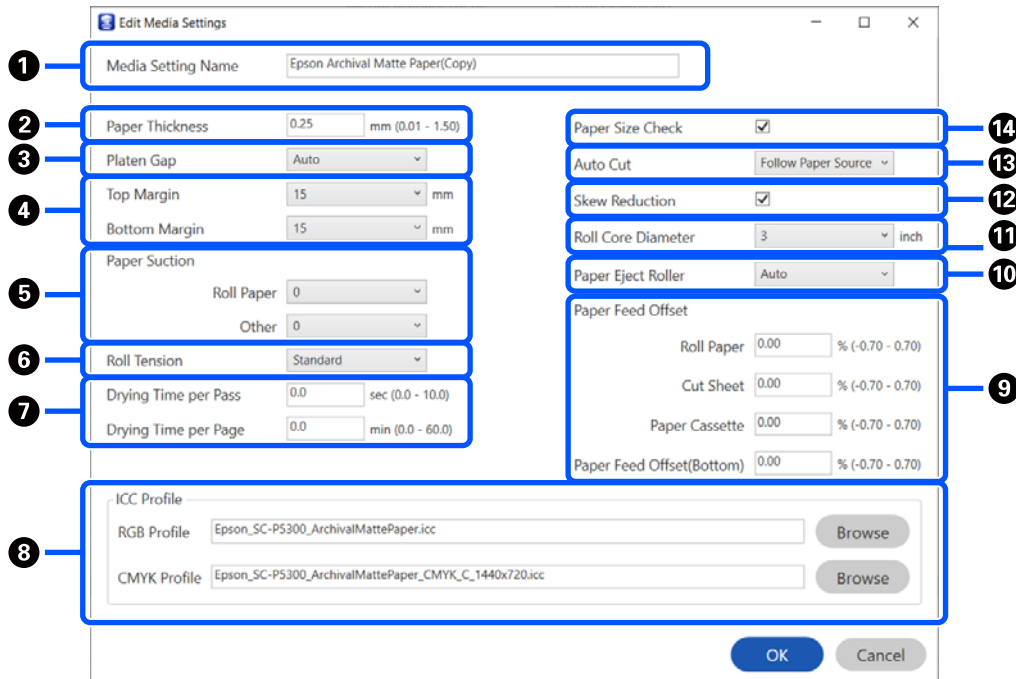 Edit Media Settings
1 Media Setting Name Epson Archival Matte Paper(Copy)
2 Paper Thickness 0.25 mm (0.01 - 1.50)
3 Platen Gap Auto
4 Top Margin 15 mm
Bottom Margin 15 mm
5 Paper Suction
Roll Paper 0
Other 0
6 Roll Tension Standard
7 Drying Time per Pass 0.0 sec (0.0 - 10.0)
Drying Time per Page 0.0 min (0.0 - 60.0)
Paper Size Check 14
Auto Cut Follow Paper Source 13
Skew Reduction 12
Roll Core Diameter 3 inch 11
Paper Eject Roller Auto 10
Paper Feed Offset
Roll Paper 0.00 % (-0.70 - 0.70)
Cut Sheet 0.00 % (-0.70 - 0.70) 9
Paper Cassette 0.00 % (-0.70 - 0.70)
Paper Feed Offset(Bottom) 0.00 % (-0.70 - 0.70)
ICC Profile
RGB Profile Epson_SC-P5300_ArchivalMattePaper.icc Browse
8 CMYK Profile Epson_SC-P5300_ArchivalMattePaper_CMYK_C_1440x720.icc Browse
OK Cancel